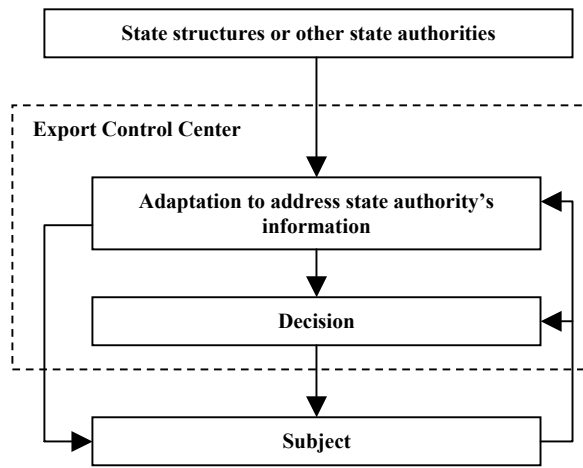 State structures or other state authorities
Export Control Center
Adaptation to address state authority's
information
Decision
Subject